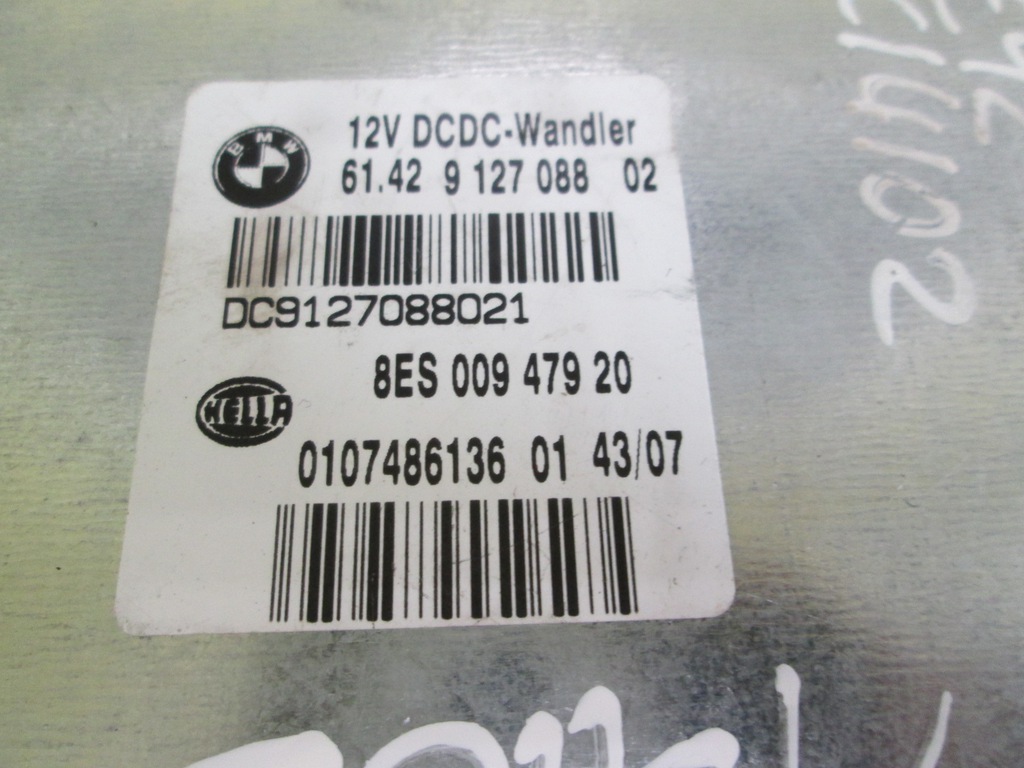 BMW
12V DCDC-Wandler
61.42 9 127 088 02
DC9127088021
8ES 009 479 20
HELLA
0107486136 01 43/07